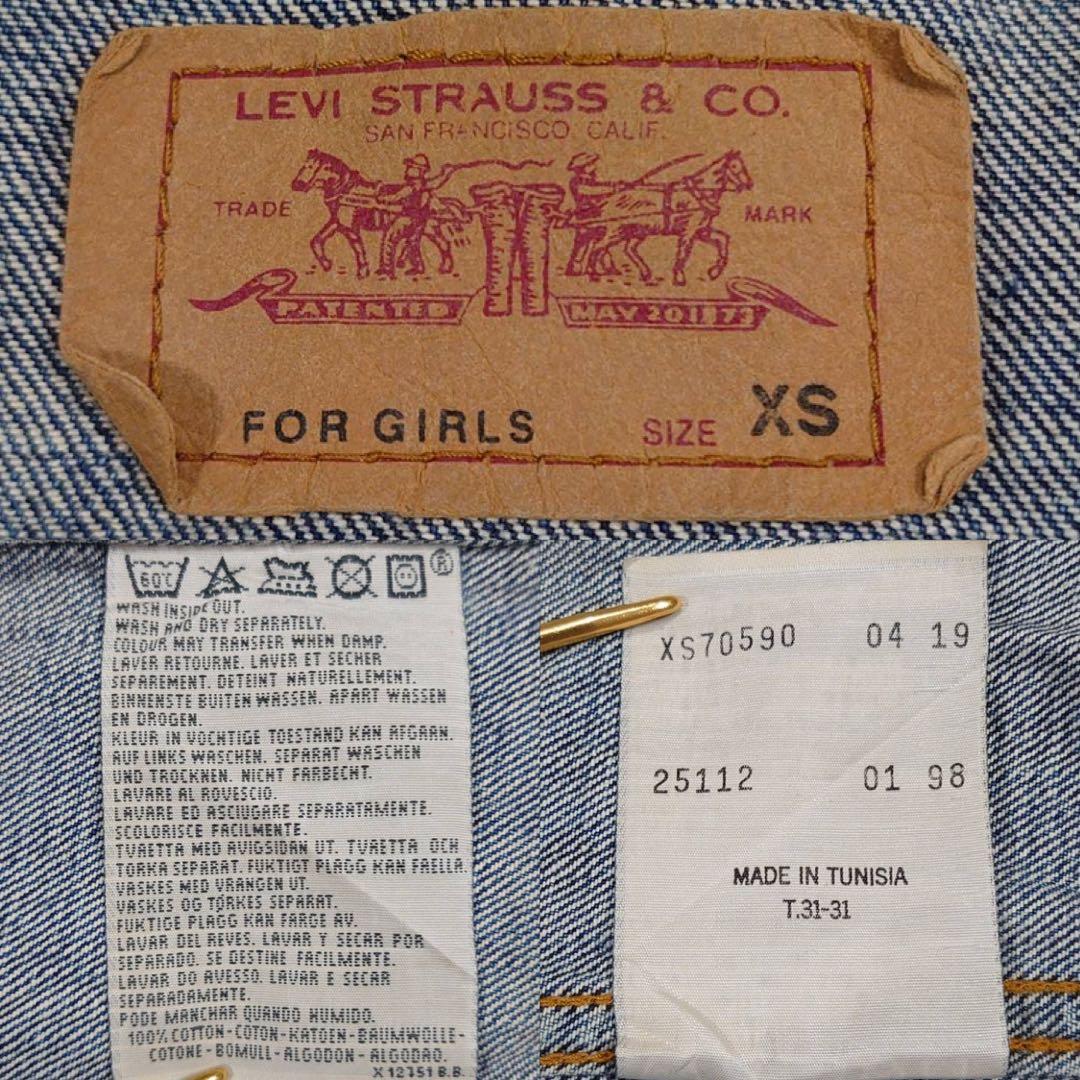 LEVI STRAUSS & CO.
SAN FRANCISCO, CALIF.
TRADE MARK
PATENTED MAY 20 1873
FOR GIRLS SIZE XS
60°C ®
WASH INSIDE OUT.
WASH AND DRY SEPARATELY.
COLOUR MAY TRANSFER WHEN DAMP.
LAVER RETOURNE. LAVER ET SECHER
SEPAREMENT. DETEINT NATURELLEMENT.
BINNENSTE BUITEN WASSEN. APART WASSEN
EN DROGEN.
KLEUR IN VOCHTIGE TOESTAND KAN AFGAAN.
AUF LINKS WASCHEN. SEPARAT WASCHEN
UND TROCKNEN. NICHT FARBECHT.
LAVARE AL ROVESCIO.
LAVARE ED ASCIUGARE SEPARATAMENTE.
SCOLORISCE FACILMENTE.
TVAETTA MED AVIGSIDAN UT. TVAETTA OCH
TORKA SEPARAT. FUKTIGT PLAGG KAN FAELLA.
VASKES MED VRANGEN UT.
VASKES OG TØRKES SEPARAT.
FUKTIGE PLAGG KAN FARGE AV.
LAVAR DEL REVES. LAVAR Y SECAR POR
SEPARADO. SE DESTINE FACILMENTE.
LAVAR DO AVESSO. LAVAR E SECAR
SEPARADAMENTE.
PODE MANCHAR QUANDO HUMIDO.
100% COTTON-COTON-KATOEN-BAUMWOLLE-
COTONE-BOMULL-ALGODON-ALGODAO.
X 12751 B.B.
XS70590 04 19
25112 01 98
MADE IN TUNISIA
T.31-31